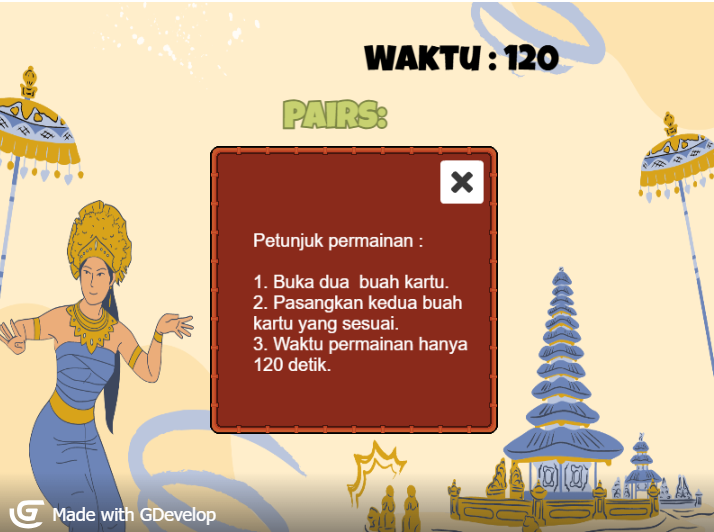 WAKTU : 120
PAIRS:
Petunjuk permainan :
1. Buka dua buah kartu.
2. Pasangkan kedua buah
kartu yang sesuai.
3. Waktu permainan hanya
120 detik.
Made with GDevelop